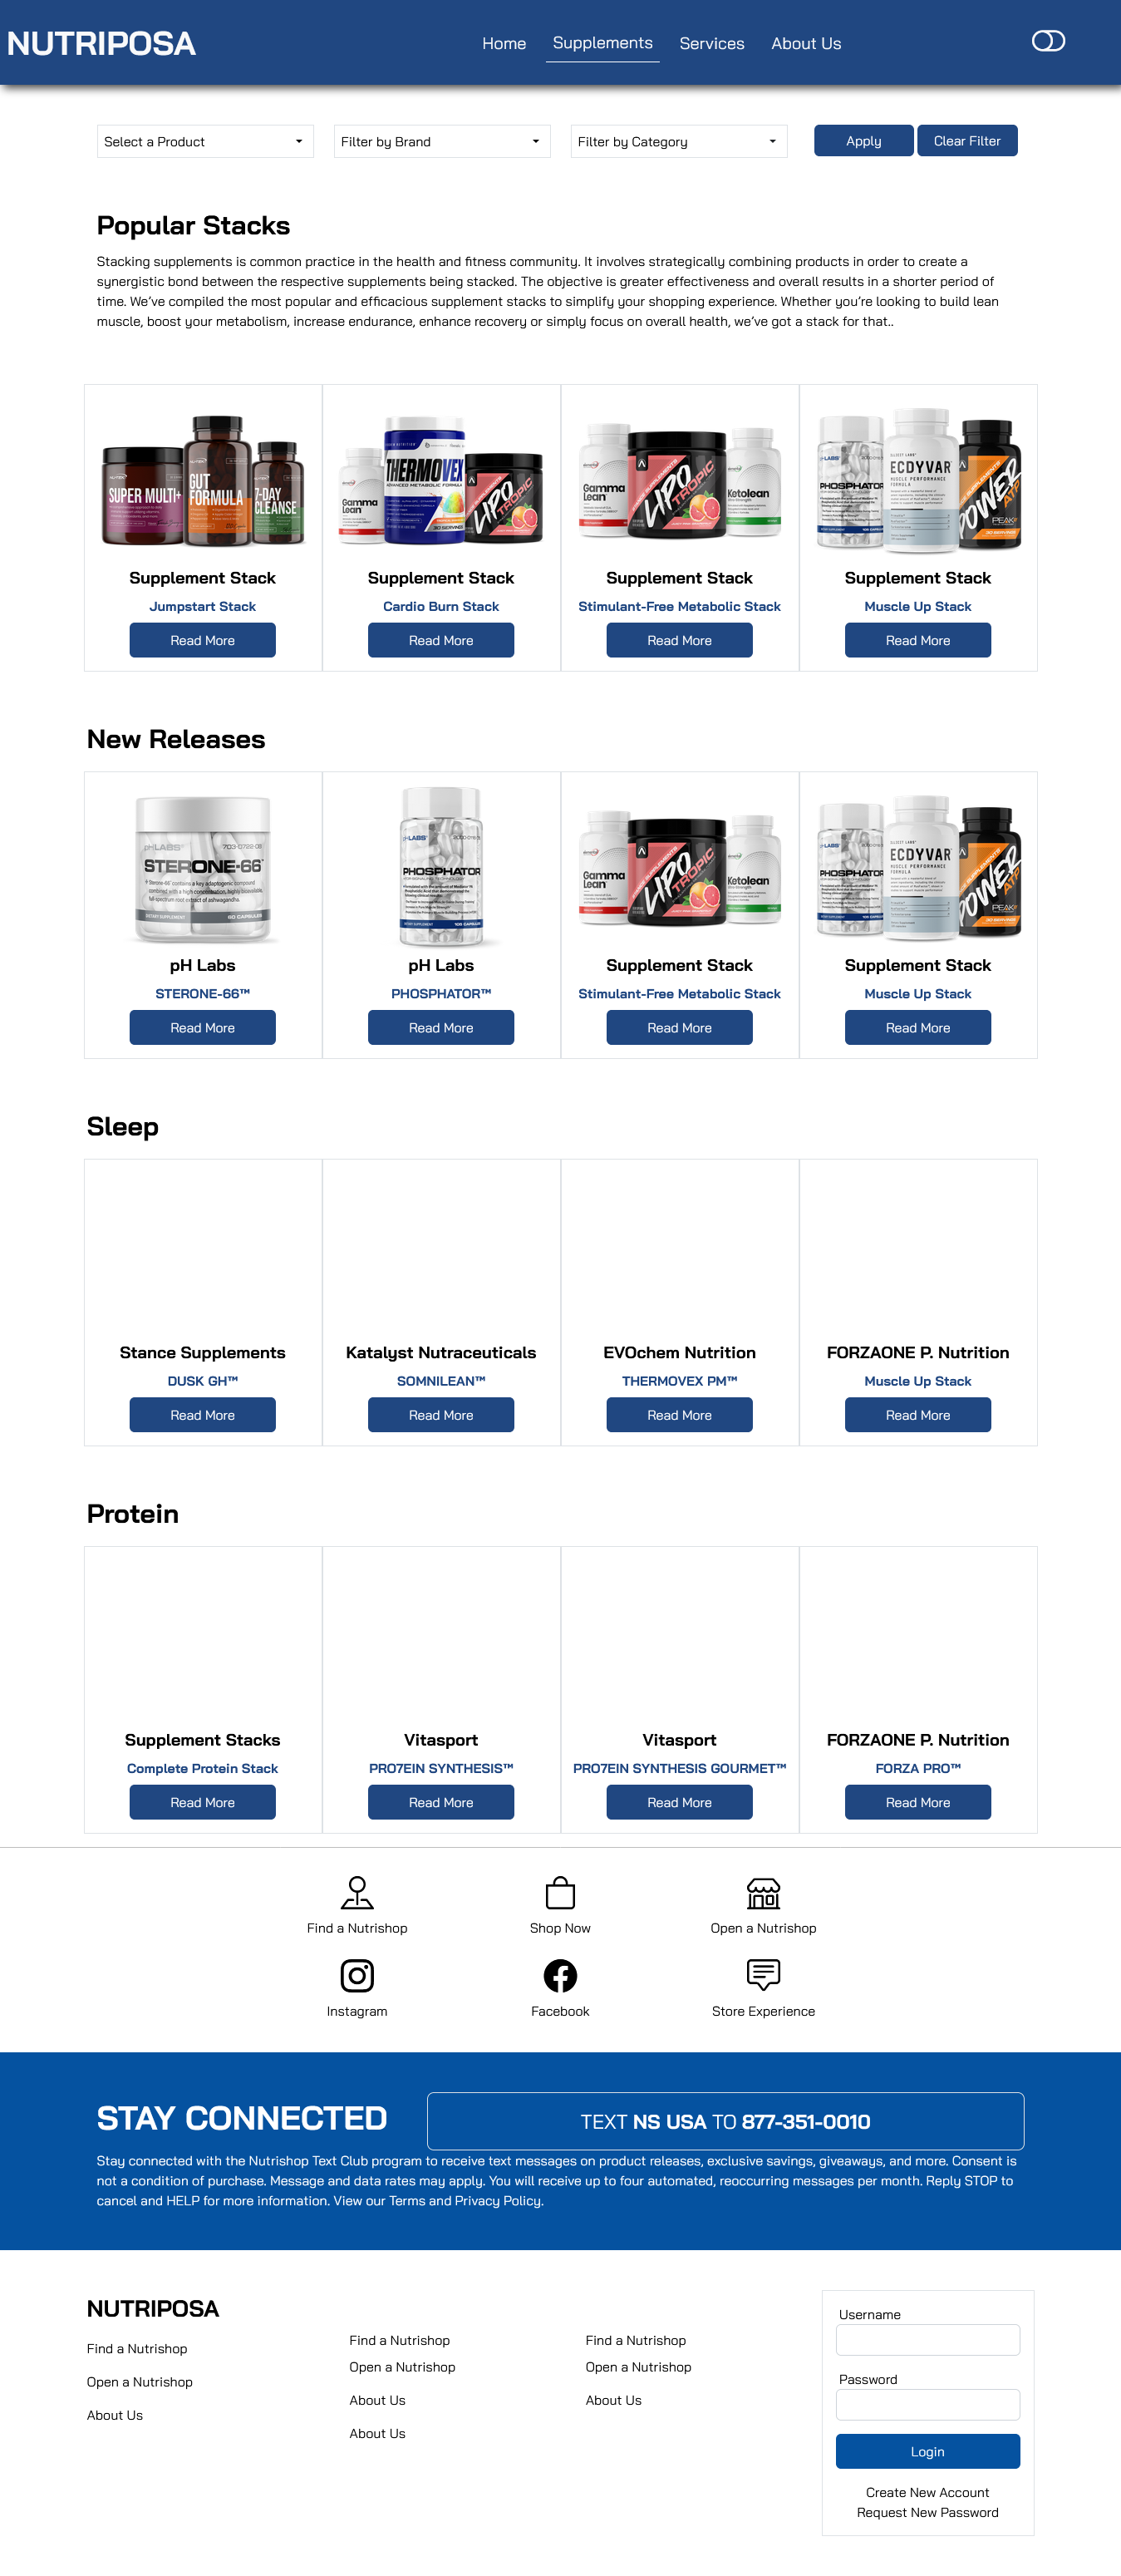 NUTRIPOSA
Home Supplements Services About Us
Select a Product Filter by Brand Filter by Category Apply Clear Filter
Popular Stacks
Stacking supplements is common practice in the health and fitness community. It involves strategically combining products in order to create a
synergistic bond between the respective supplements being stacked. The objective is greater effectiveness and overall results in a shorter period of
time. We’ve compiled the most popular and efficacious supplement stacks to simplify your shopping experience. Whether you’re looking to build lean
muscle, boost your metabolism, increase endurance, enhance recovery or simply focus on overall health, we’ve got a stack for that..
SUPER MULTI+ GUT FORMULA 7-DAY CLEANSE
Gamma Lean THERMOVEX ADVANCED METABOLIC FORMULA LIPO TROPIC
Gamma Lean LIPO TROPIC Ketolean
PHOSPHATOR ECDYVAR MUSCLE PERFORMANCE FORMULA POWER ATP PEAK
Supplement Stack Supplement Stack Supplement Stack Supplement Stack
Jumpstart Stack Cardio Burn Stack Stimulant-Free Metabolic Stack Muscle Up Stack
Read More Read More Read More Read More
New Releases
pHLABS STERONE-66 DIETARY SUPPLEMENT 60 CAPSULES
PHOSPHATOR
Gamma Lean LIPO TROPIC Ketolean
PHOSPHATOR ECDYVAR MUSCLE PERFORMANCE FORMULA POWER ATP PEAK
pH Labs pH Labs Supplement Stack Supplement Stack
STERONE-66™ PHOSPHATOR™ Stimulant-Free Metabolic Stack Muscle Up Stack
Read More Read More Read More Read More
Sleep
Stance Supplements Katalyst Nutraceuticals EVOchem Nutrition FORZAONE P. Nutrition
DUSK GH™ SOMNILEAN™ THERMOVEX PM™ Muscle Up Stack
Read More Read More Read More Read More
Protein
Supplement Stacks Vitasport Vitasport FORZAONE P. Nutrition
Complete Protein Stack PRO7EIN SYNTHESIS™ PRO7EIN SYNTHESIS GOURMET™ FORZA PRO™
Read More Read More Read More Read More
Find a Nutrishop Shop Now Open a Nutrishop
Instagram Facebook Store Experience
STAY CONNECTED TEXT NS USA TO 877-351-0010
Stay connected with the Nutrishop Text Club program to receive text messages on product releases, exclusive savings, giveaways, and more. Consent is
not a condition of purchase. Message and data rates may apply. You will receive up to four automated, reoccurring messages per month. Reply STOP to
cancel and HELP for more information. View our Terms and Privacy Policy.
NUTRIPOSA
Find a Nutrishop
Open a Nutrishop
About Us
Find a Nutrishop
Open a Nutrishop
About Us
About Us
Find a Nutrishop
Open a Nutrishop
About Us
Username
Password
Login
Create New Account
Request New Password